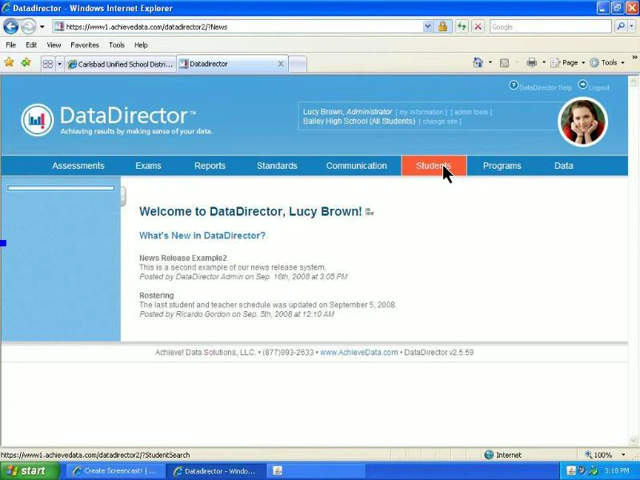 Datadirector - Windows Internet Explorer
https://www1.achievedata.com/datadirector2/?News
Google
File Edit View Favorites Tools Help
Carlsbad Unified School Distri...
Datadirector
Page
Tools
DataDirector Help
Logout
DataDirector™
Achieving results by making sense of your data.
Lucy Brown, Administrator [ my information ] [ admin tools ]
Bailey High School (All Students) [ change site ]
Assessments Exams Reports Standards Communication Students Programs Data
Welcome to DataDirector, Lucy Brown!
What's New in DataDirector?
News Release Example2
This is a second example of our news release system.
Posted by DataDirector Admin on Sep. 16th, 2008 at 3:05 PM
Rostering
The last student and teacher schedule was updated on September 5, 2008.
Posted by Ricardo Gordon on Sep. 5th, 2008 at 12:10 AM
Achieve! Data Solutions, LLC. • (877)993-2633 • www.AchieveData.com • DataDirector v2.5.59
https://www1.achievedata.com/datadirector2/?StudentSearch
Internet
100%
start
Create Screencast! | ...
Datadirector - Windo...
3:18 PM